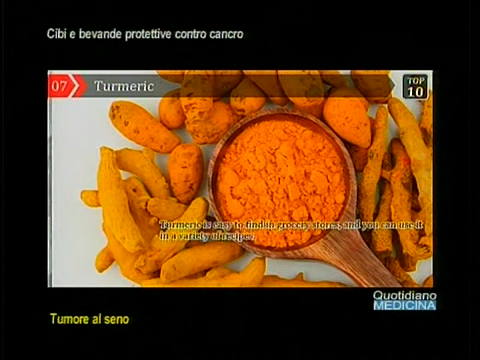 Cibi e bevande protettive contro cancro
07 Turmeric
TOP
10
Turmeric is easy to find in grocery stores, and you can use it
in a variety of recipes.
Quotidiano
MEDICINA
Tumore al seno